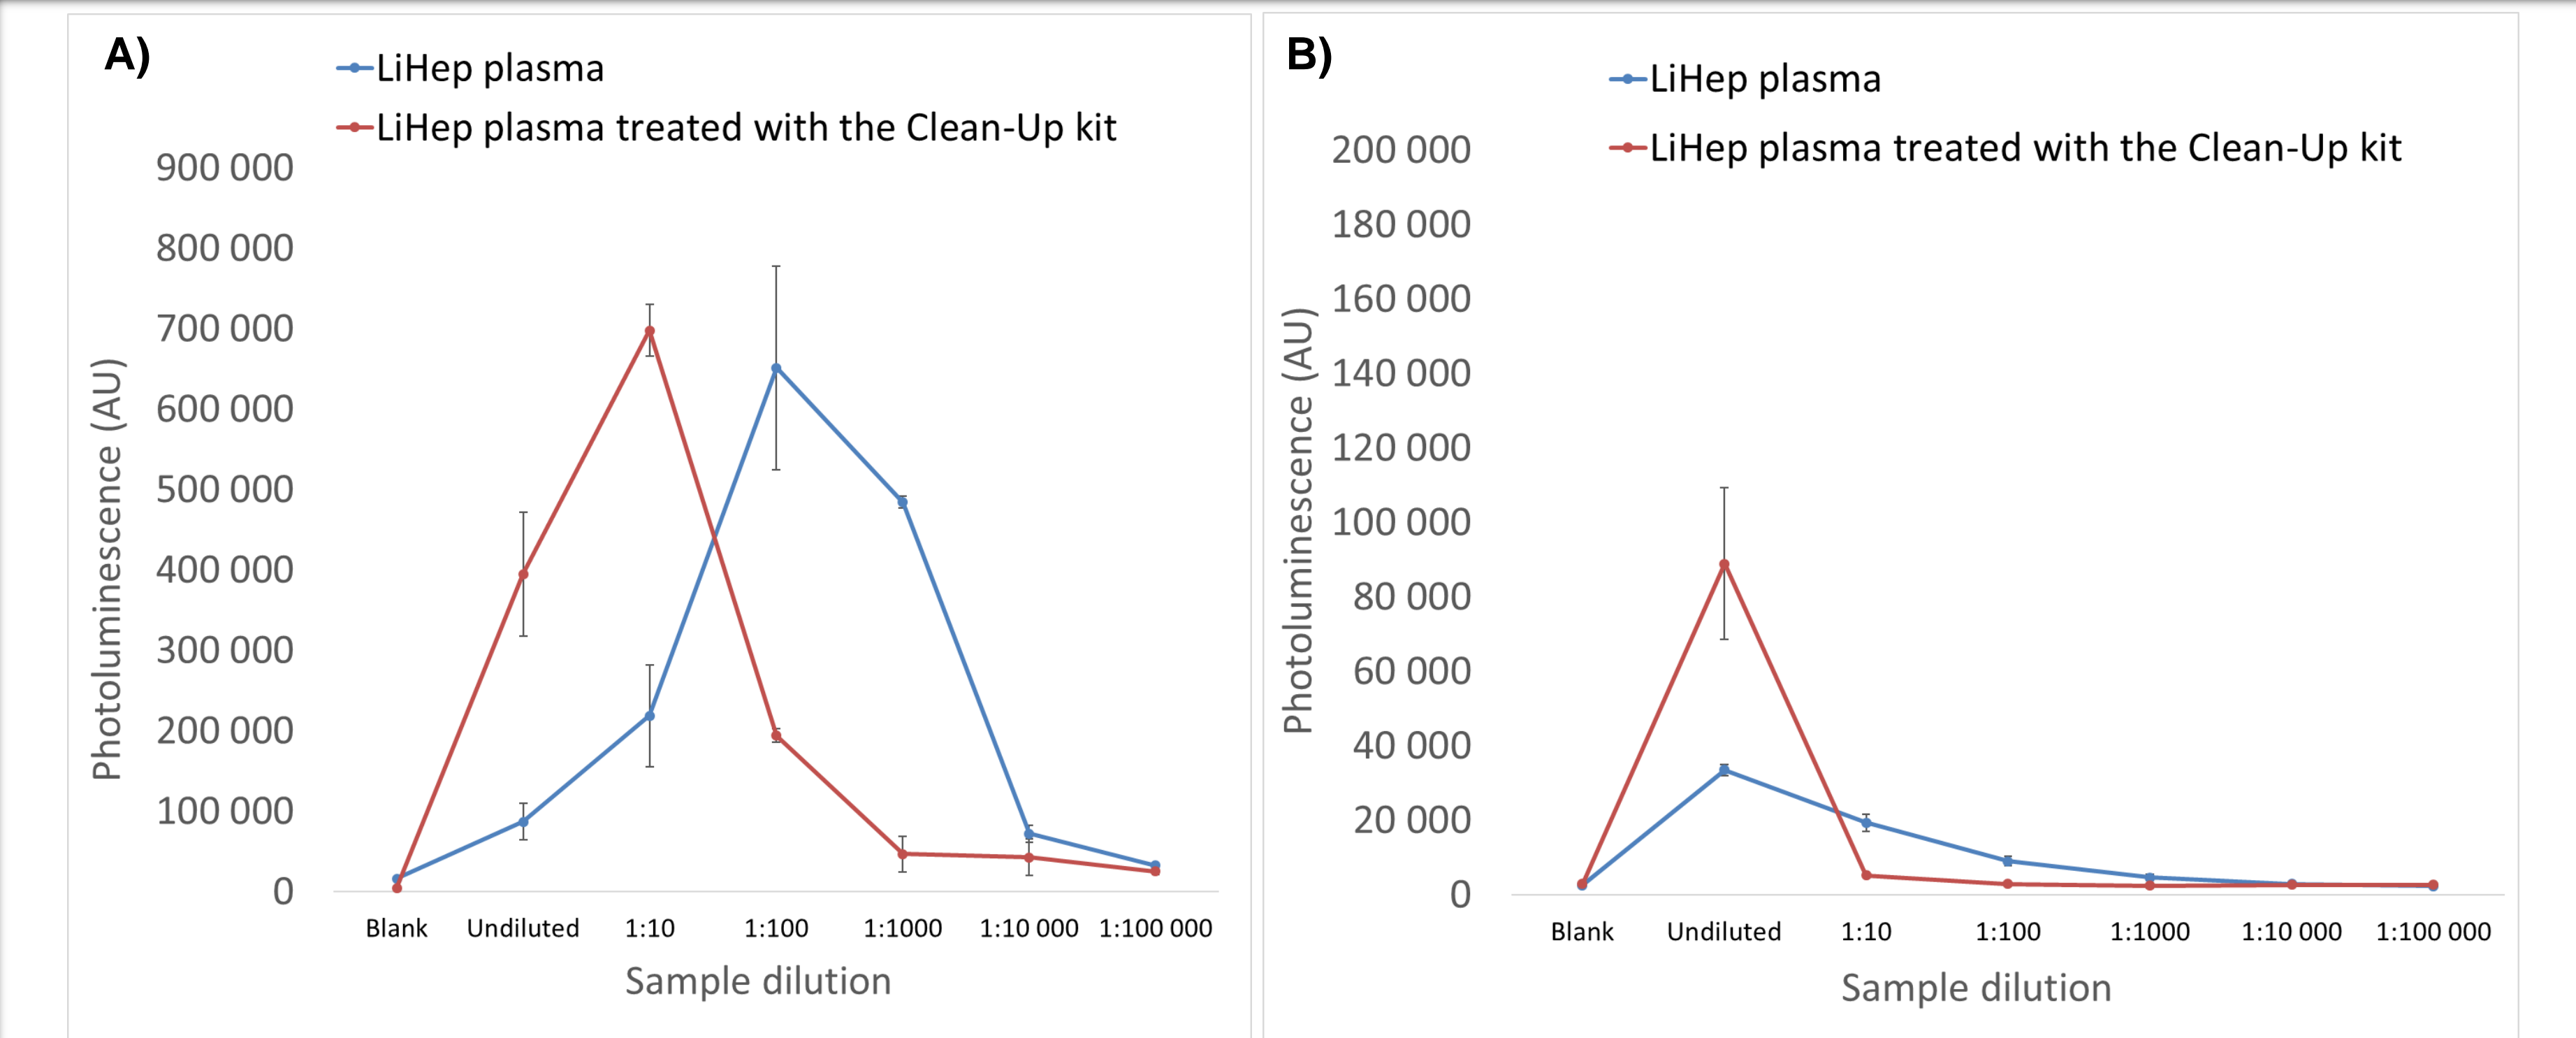 A)
LiHep plasma
LiHep plasma treated with the Clean-Up kit
900 000
800 000
700 000
600 000
500 000
400 000
300 000
200 000
100 000
0
Photoluminescence (AU)
Blank Undiluted 1:10 1:100 1:1000 1:10 000 1:100 000
Sample dilution
B)
LiHep plasma
LiHep plasma treated with the Clean-Up kit
200 000
180 000
160 000
140 000
120 000
100 000
80 000
60 000
40 000
20 000
0
Photoluminescence (AU)
Blank Undiluted 1:10 1:100 1:1000 1:10 000 1:100 000
Sample dilution